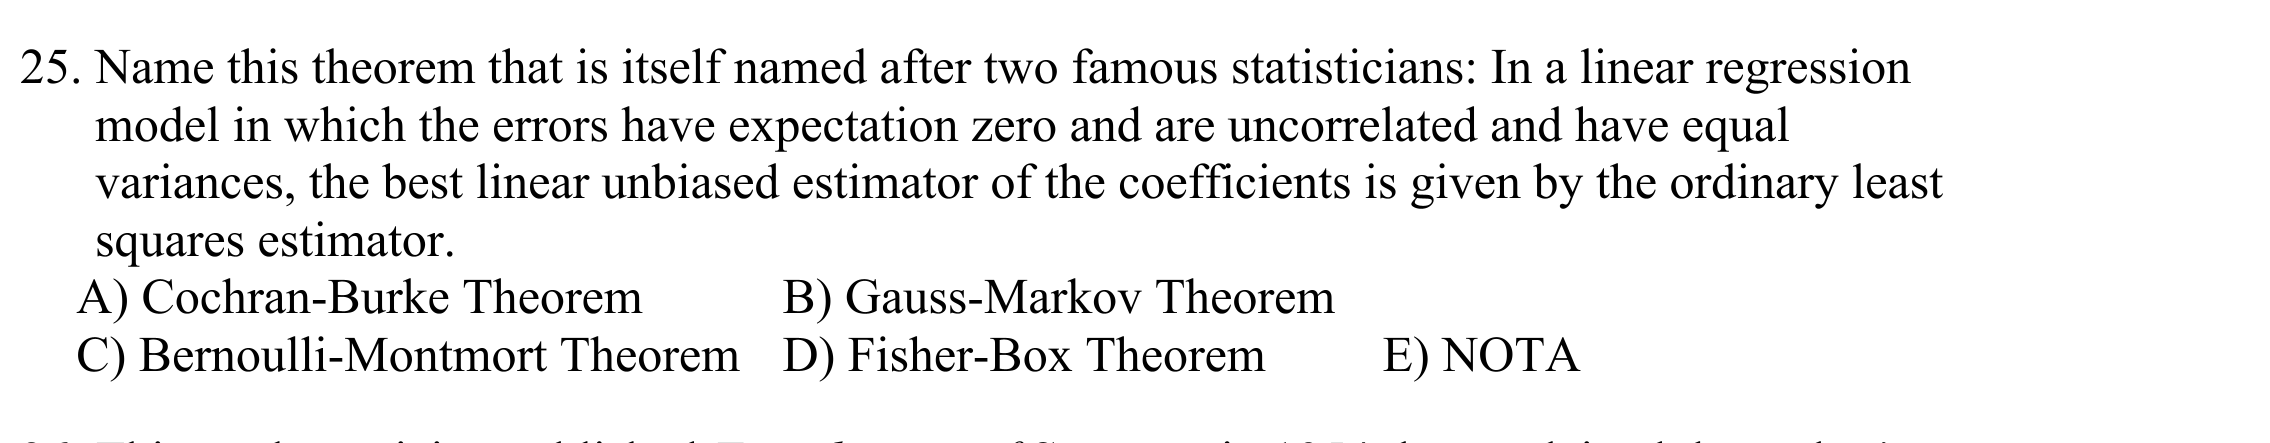 25. Name this theorem that is itself named after two famous statisticians: In a linear regression
model in which the errors have expectation zero and are uncorrelated and have equal
variances, the best linear unbiased estimator of the coefficients is given by the ordinary least
squares estimator.
A) Cochran-Burke Theorem B) Gauss-Markov Theorem
C) Bernoulli-Montmort Theorem D) Fisher-Box Theorem E) NOTA